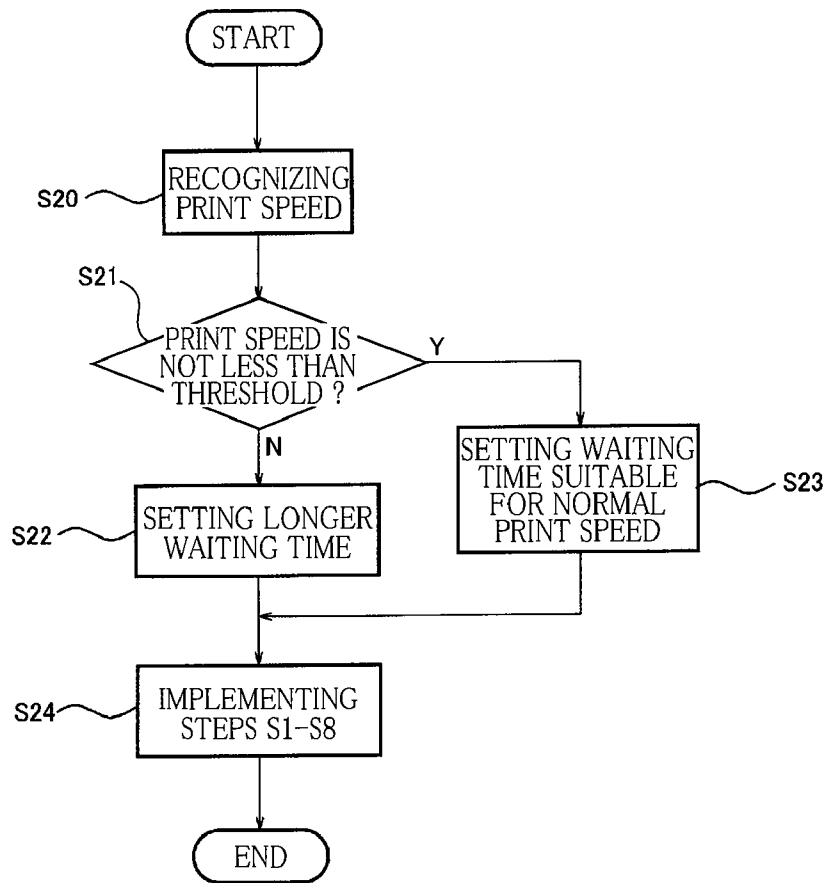 START
S20
RECOGNIZING
PRINT SPEED
S21
PRINT SPEED IS
NOT LESS THAN
THRESHOLD ?
Y
N
S22
SETTING LONGER
WAITING TIME
SETTING WAITING
TIME SUITABLE
FOR NORMAL
PRINT SPEED
S23
S24
IMPLEMENTING
STEPS S1-S8
END